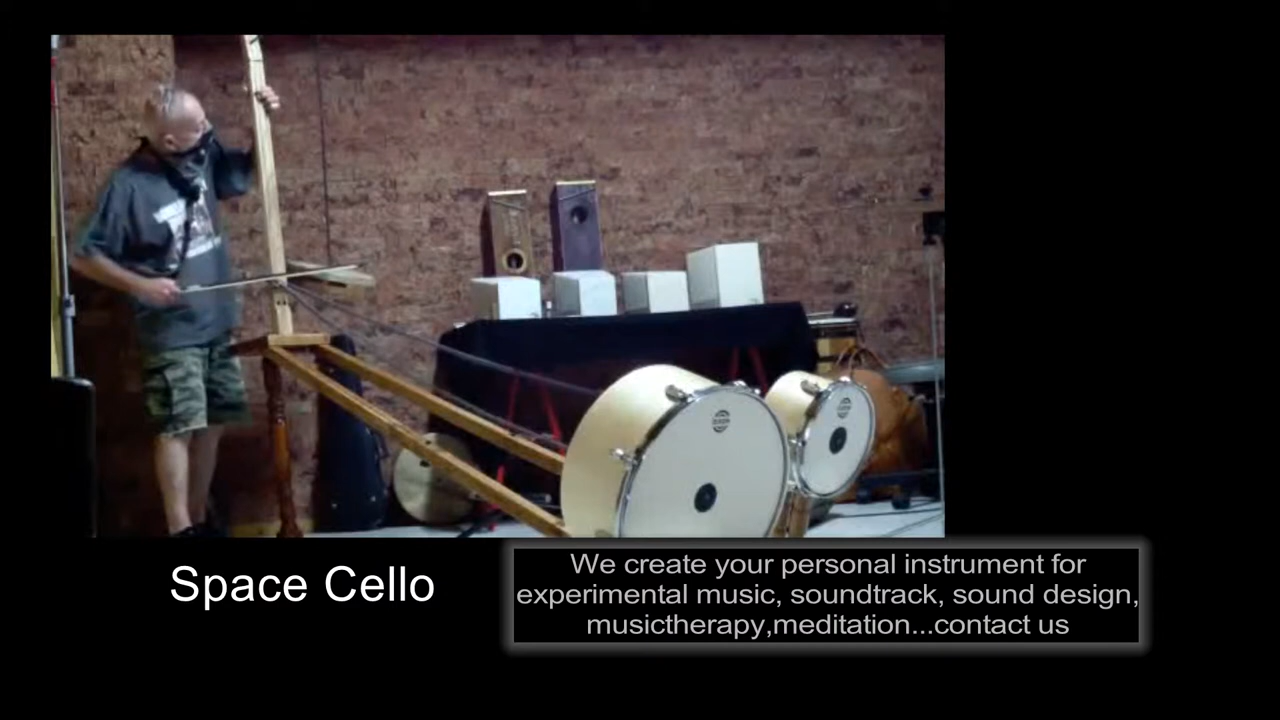 Space Cello
We create your personal instrument for
experimental music, soundtrack, sound design,
musictherapy,meditation...contact us